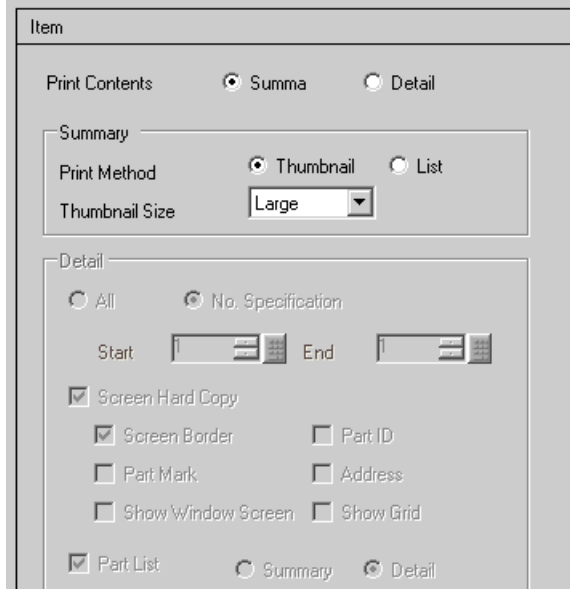 Item
Print Contents Summa Detail
Summary
Print Method Thumbnail List
Thumbnail Size Large
Detail
All No. Specification
Start 1 End 1
Screen Hard Copy
Screen Border Part ID
Part Mark Address
Show Window Screen Show Grid
Part List Summary Detail